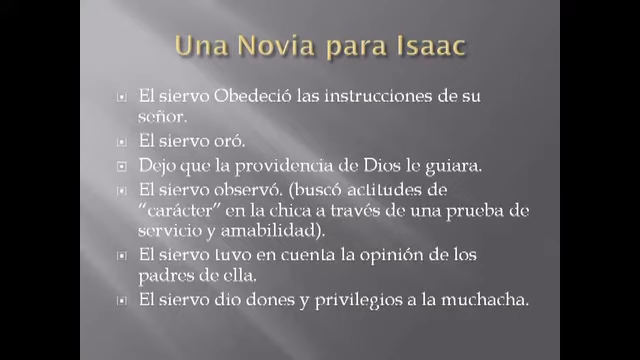 Una Novia para Isaac
El siervo Obedeció las instrucciones de su
señor.
El siervo oró.
Dejo que la providencia de Dios le guiara.
El siervo observó. (buscó actitudes de
“carácter” en la chica a través de una prueba de
servicio y amabilidad).
El siervo tuvo en cuenta la opinión de los
padres de ella.
El siervo dio dones y privilegios a la muchacha.